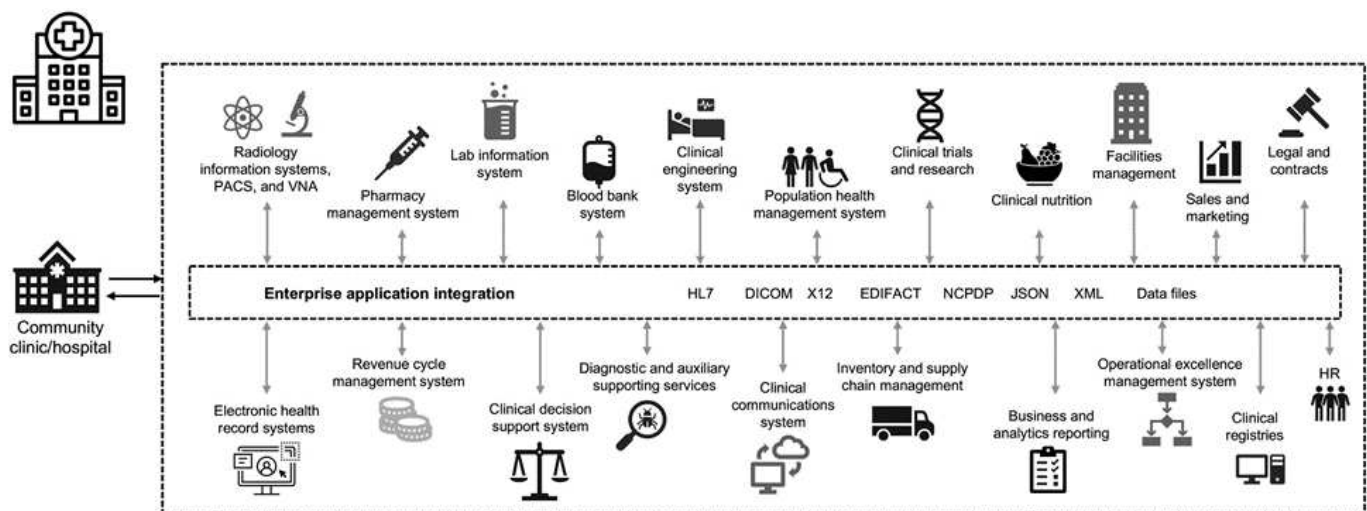 Radiology
information systems,
PACS, and VNA
Pharmacy
management system
Lab information
system
Blood bank
system
Clinical
engineering
system
Population health
management system
Clinical trials
and research
Clinical nutrition
Facilities
management
Sales and
marketing
Legal and
contracts
Community
clinic/hospital
Enterprise application integration HL7 DICOM X12 EDIFACT NCPDP JSON XML Data files
Electronic health
record systems
Revenue cycle
management system
Clinical decision
support system
Diagnostic and auxiliary
supporting services
Clinical
communications
system
Inventory and supply
chain management
Business and
analytics reporting
Operational excellence
management system
Clinical
registries
HR